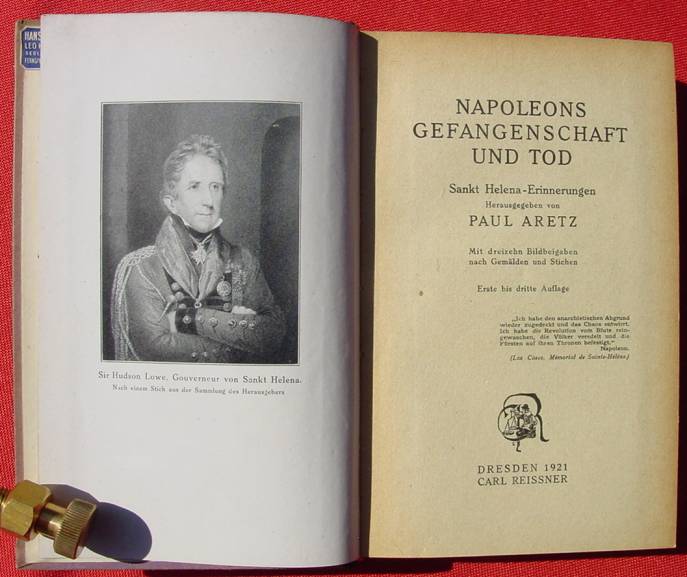 HANS
LEO
Sir Hudson Lowe, Gouverneur von Sankt Helena.
Nach einem Stich aus der Sammlung des Herausgebers
NAPOLEONS
GEFANGENSCHAFT
UND TOD
Sankt Helena-Erinnerungen
Herausgegeben von
PAUL ARETZ
Mit dreizehn Bildbeigaben
nach Gemälden und Stichen
Erste bis dritte Auflage
„Ich habe den anarchistischen Abgrund
wieder zugedeckt und das Chaos entwirrt.
Ich habe die Revolution vom Blute rein-
gewaschen, die Völker veredelt und die
Fürsten auf ihren Thronen befestigt.“
Napoleon.
(Las Cases, Mémorial de Sainte-Hélène.)
DRESDEN 1921
CARL REISSNER